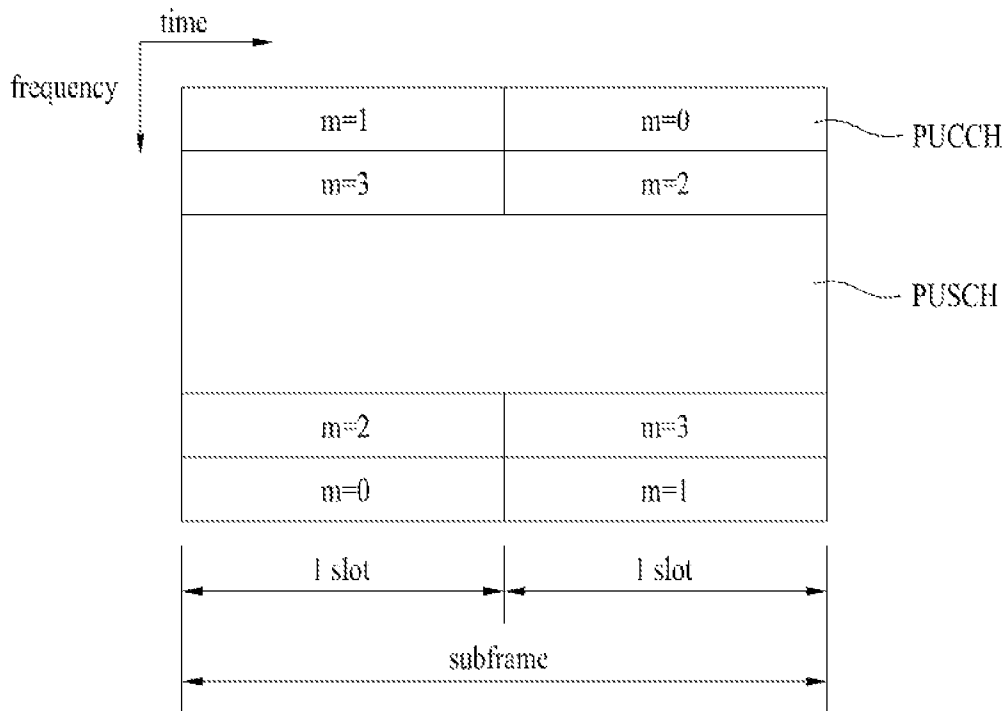 time
frequency
m=1 m=0
PUCCH
m=3 m=2
PUSCH
m=2 m=3
m=0 m=1
1 slot 1 slot
subframe